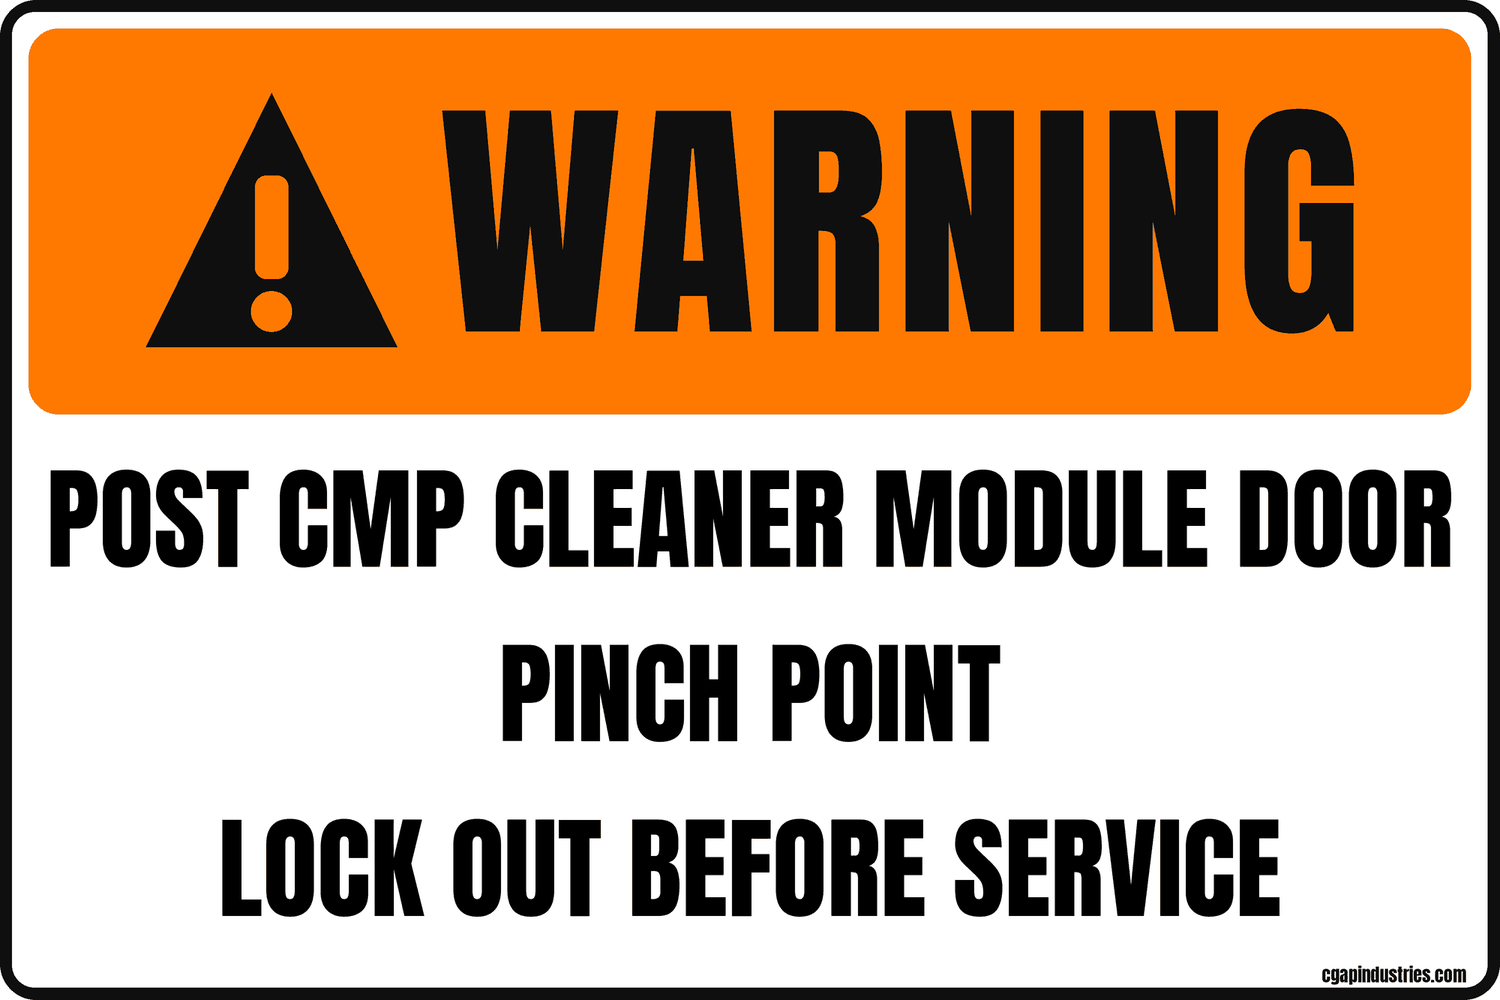 WARNING
POST CMP CLEANER MODULE DOOR
PINCH POINT
LOCK OUT BEFORE SERVICE
cgapindustries.com